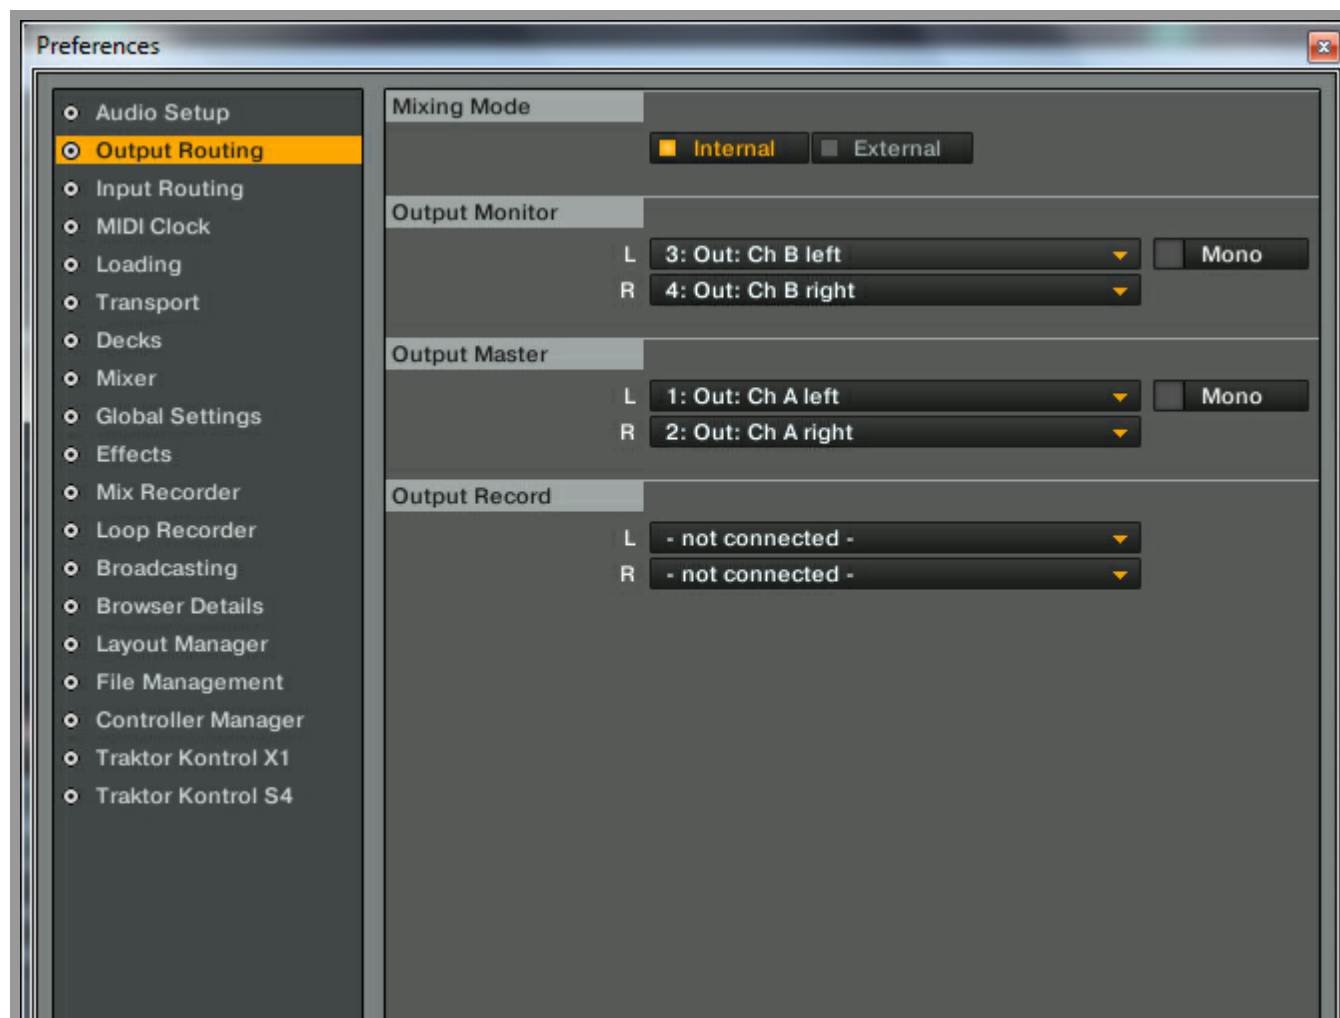 Preferences
Audio Setup
Output Routing
Input Routing
MIDI Clock
Loading
Transport
Decks
Mixer
Global Settings
Effects
Mix Recorder
Loop Recorder
Broadcasting
Browser Details
Layout Manager
File Management
Controller Manager
Traktor Kontrol X1
Traktor Kontrol S4
Mixing Mode
Internal External
Output Monitor
L 3: Out: Ch B left Mono
R 4: Out: Ch B right
Output Master
L 1: Out: Ch A left Mono
R 2: Out: Ch A right
Output Record
L - not connected -
R - not connected -